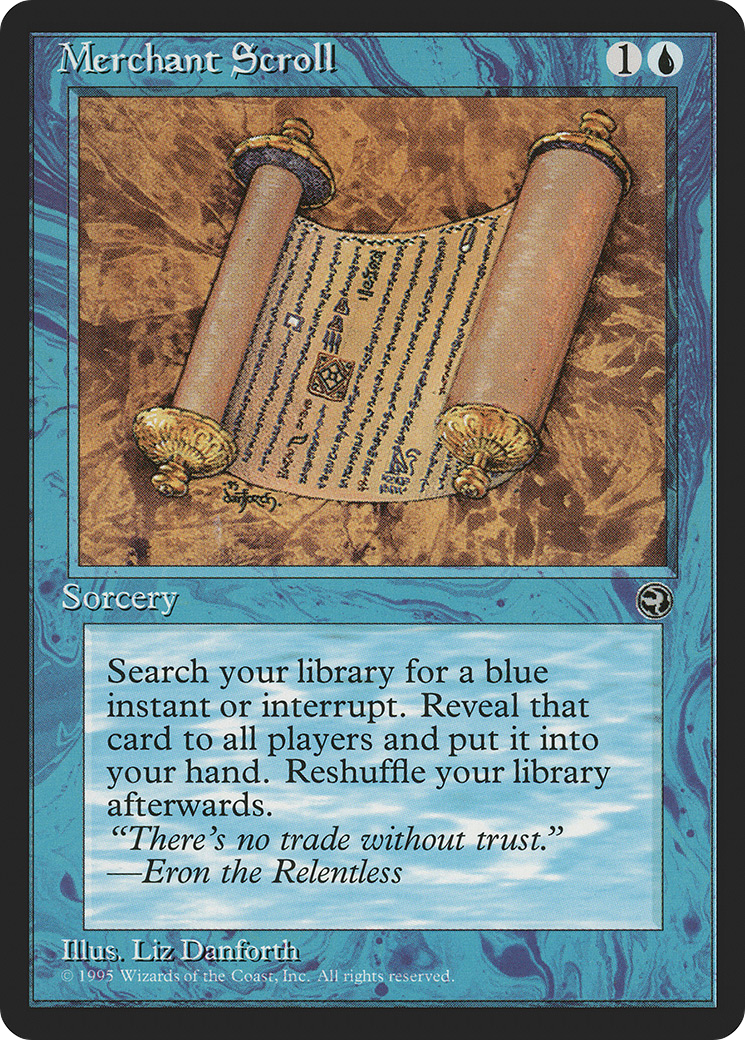 Merchant Scroll 1
Sorcery
Search your library for a blue
instant or interrupt. Reveal that
card to all players and put it into
your hand. Reshuffle your library
afterwards.
“There’s no trade without trust.”
—Eron the Relentless
Illus. Liz Danforth
© 1995 Wizards of the Coast, Inc. All rights reserved.